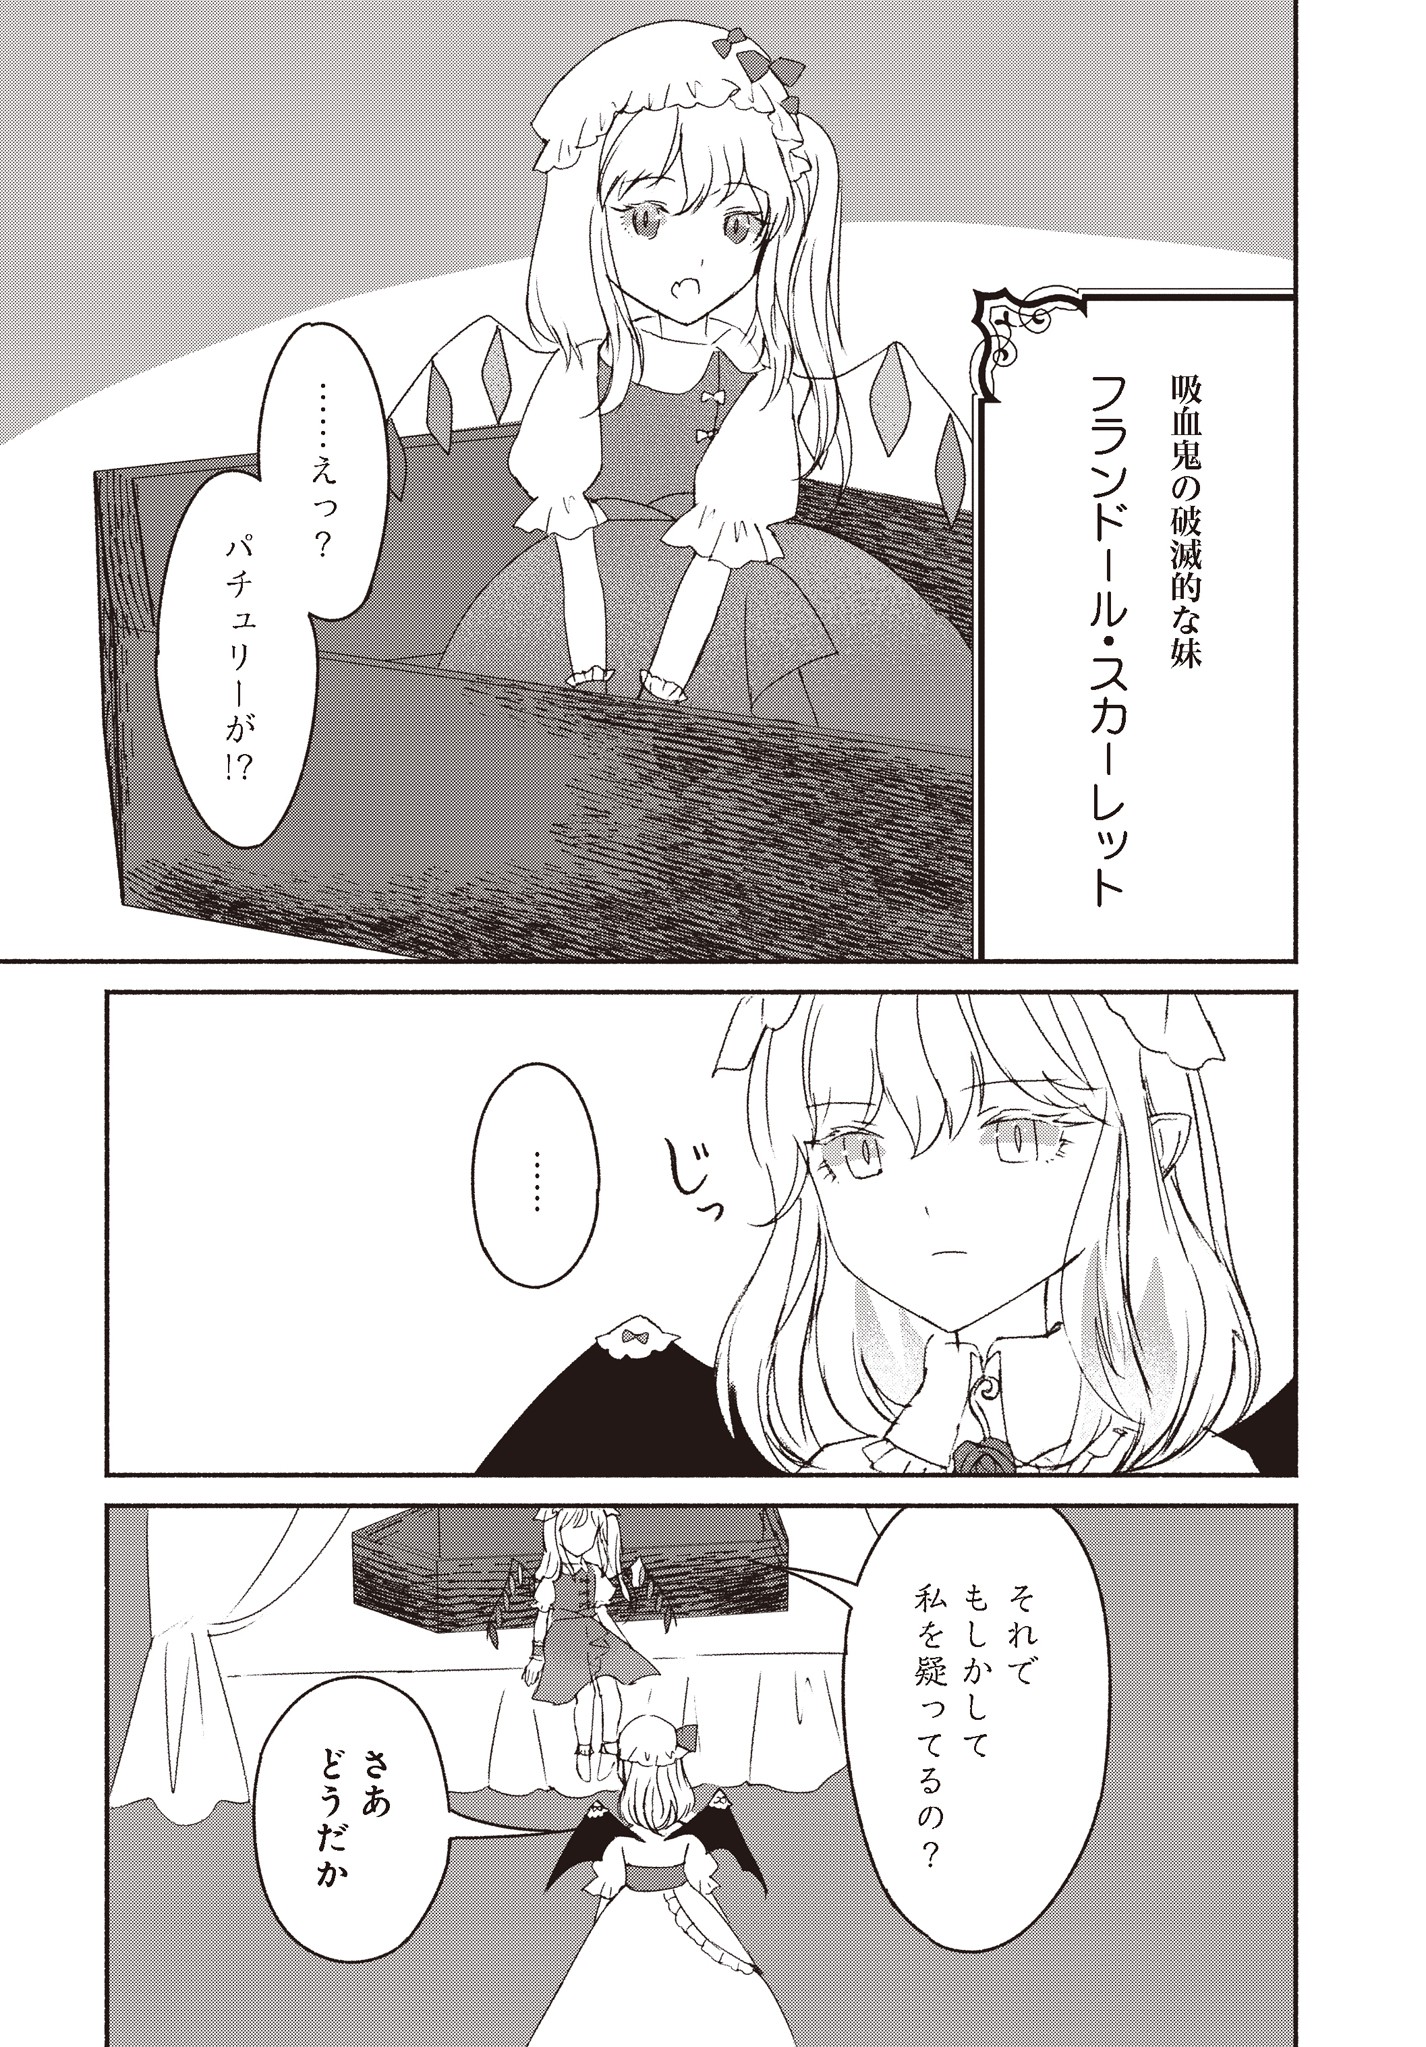 吸血鬼の破滅的な妹
フランドール・スカーレット
……えっ？
パチュリーが!?
じっ
……
それで
もしかして
私を疑ってるの？
さあ
どうだか